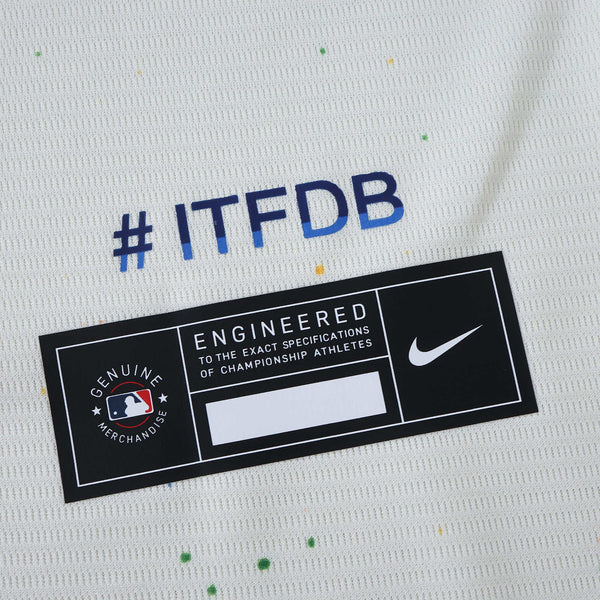 #ITFDB
GENUINE
MERCHANDISE
ENGINEERED
TO THE EXACT SPECIFICATIONS
OF CHAMPIONSHIP ATHLETES